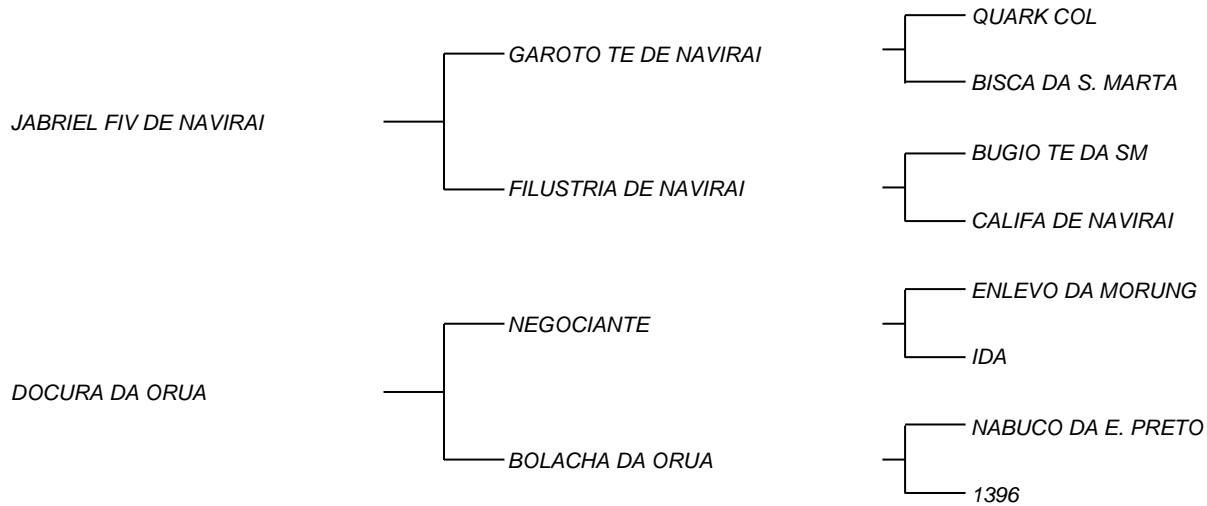 QUARK COL
GAROTO TE DE NAVIRAI
BISCA DA S. MARTA
JABRIEL FIV DE NAVIRAI
BUGIO TE DA SM
FILUSTRIA DE NAVIRAI
CALIFA DE NAVIRAI
ENLEVO DA MORUNG
NEGOCIANTE
IDA
DOCURA DA ORUA
NABUCO DA E. PRETO
BOLACHA DA ORUA
1396